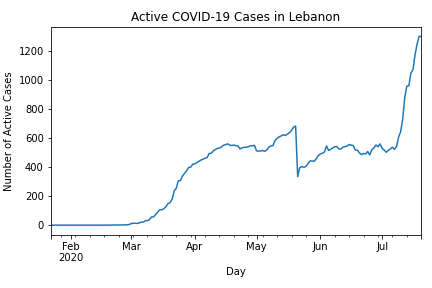 Active COVID-19 Cases in Lebanon
Number of Active Cases
1200
1000
800
600
400
200
0
Feb
2020
Mar
Apr
May
Jun
Jul
Day